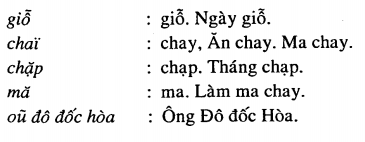 giỗ : giỗ. Ngày giỗ.
chaï : chay, Ăn chay. Ma chay.
chặp : chạp. Tháng chạp.
mă : ma. Làm ma chay.
oũ đô đốc hòa : Ông Đô đốc Hòa.